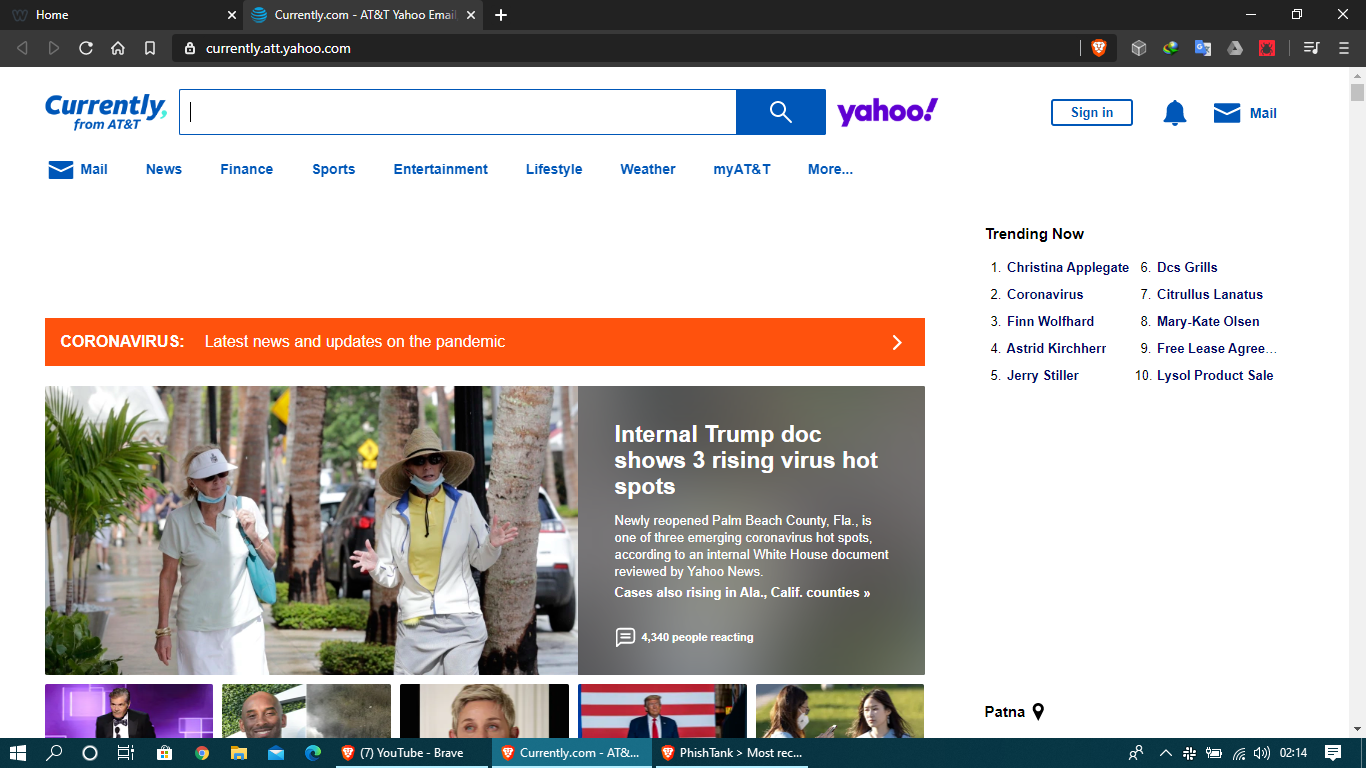 Home
Currently.com - AT&T Yahoo Email
currently.att.yahoo.com
Currently,
from AT&T
yahoo!
Sign in
Mail
Mail
News
Finance
Sports
Entertainment
Lifestyle
Weather
myAT&T
More...
Trending Now
1. Christina Applegate
2. Coronavirus
3. Finn Wolfhard
4. Astrid Kirchherr
5. Jerry Stiller
6. Dcs Grills
7. Citrullus Lanatus
8. Mary-Kate Olsen
9. Free Lease Agree...
10. Lysol Product Sale
CORONAVIRUS: Latest news and updates on the pandemic
Internal Trump doc
shows 3 rising virus hot
spots
Newly reopened Palm Beach County, Fla., is
one of three emerging coronavirus hot spots,
according to an internal White House document
reviewed by Yahoo News.
Cases also rising in Ala., Calif. counties »
4,340 people reacting
Patna
(7) YouTube - Brave
Currently.com - AT&...
PhishTank > Most rec...
02:14